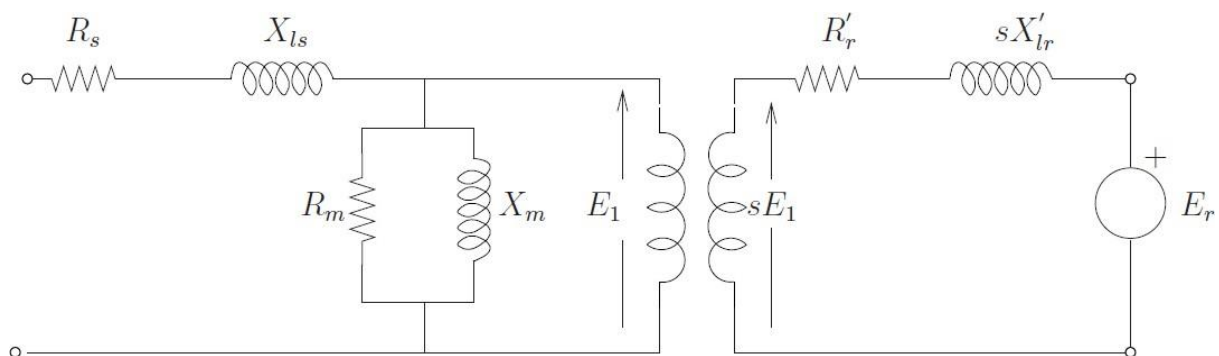 R_s X_{ls} R'_r sX'_{lr}
+
R_m X_m E_1 sE_1 E_r